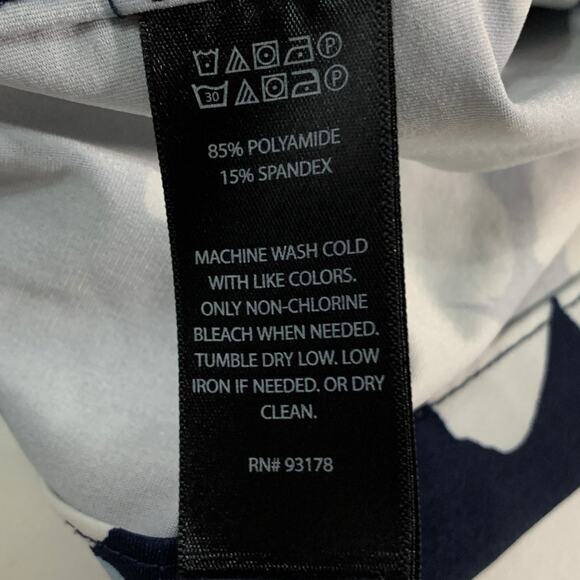 P
30 P
85% POLYAMIDE
15% SPANDEX
MACHINE WASH COLD
WITH LIKE COLORS.
ONLY NON-CHLORINE
BLEACH WHEN NEEDED.
TUMBLE DRY LOW. LOW
IRON IF NEEDED. OR DRY
CLEAN.
RN# 93178